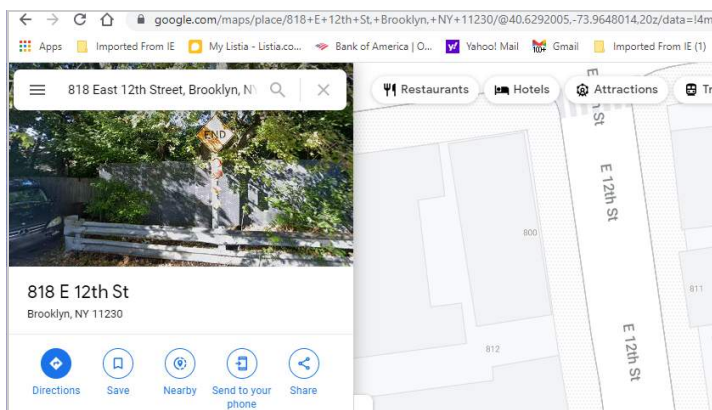 google.com/maps/place/818+E+12th+St,+Brooklyn,+NY+11230/@40.6292005,-73.9648014,20z/data=!4m
Apps Imported From IE My Listia - Listia.co... Bank of America | O... Yahoo! Mail Gmail Imported From IE (1)
818 East 12th Street, Brooklyn, N
Restaurants Hotels Attractions Tr
END
E 12th St
E 12th St
800
811
818 E 12th St
Brooklyn, NY 11230
E 12th St
812
Directions Save Nearby Send to your phone Share